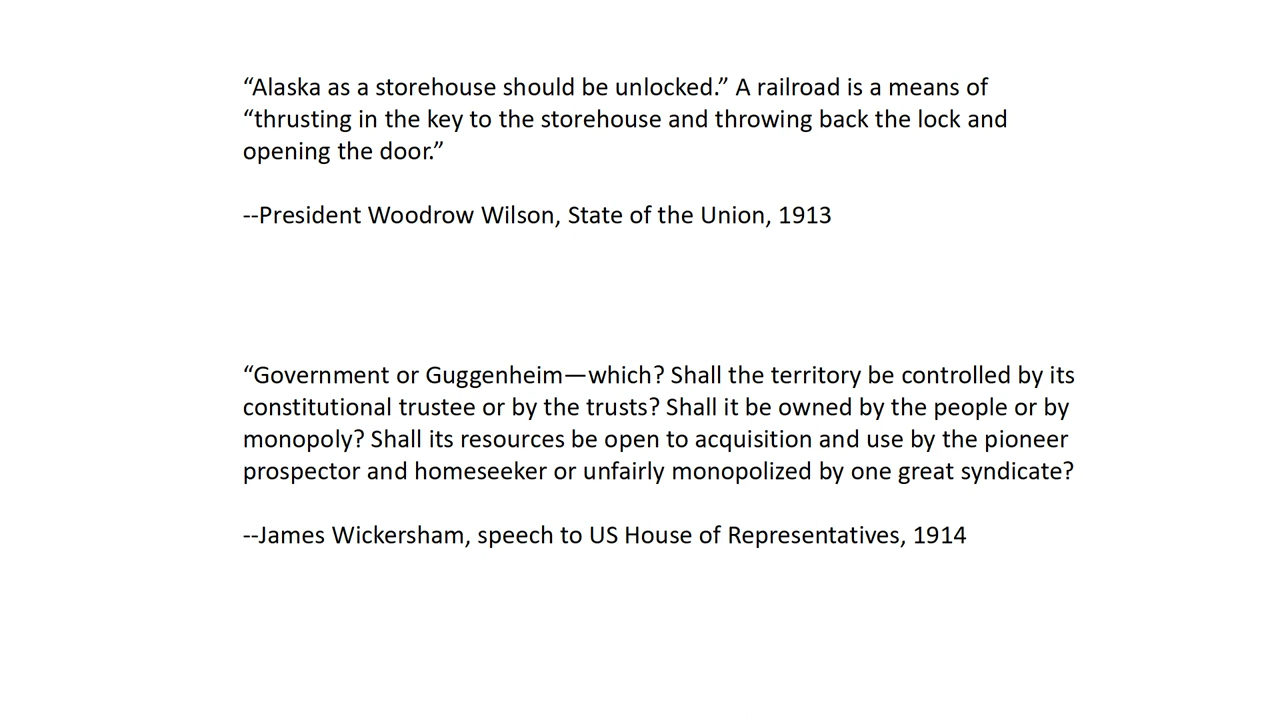 “Alaska as a storehouse should be unlocked.” A railroad is a means of
“thrusting in the key to the storehouse and throwing back the lock and
opening the door.”
--President Woodrow Wilson, State of the Union, 1913
“Government or Guggenheim—which? Shall the territory be controlled by its
constitutional trustee or by the trusts? Shall it be owned by the people or by
monopoly? Shall its resources be open to acquisition and use by the pioneer
prospector and homeseeker or unfairly monopolized by one great syndicate?
--James Wickersham, speech to US House of Representatives, 1914